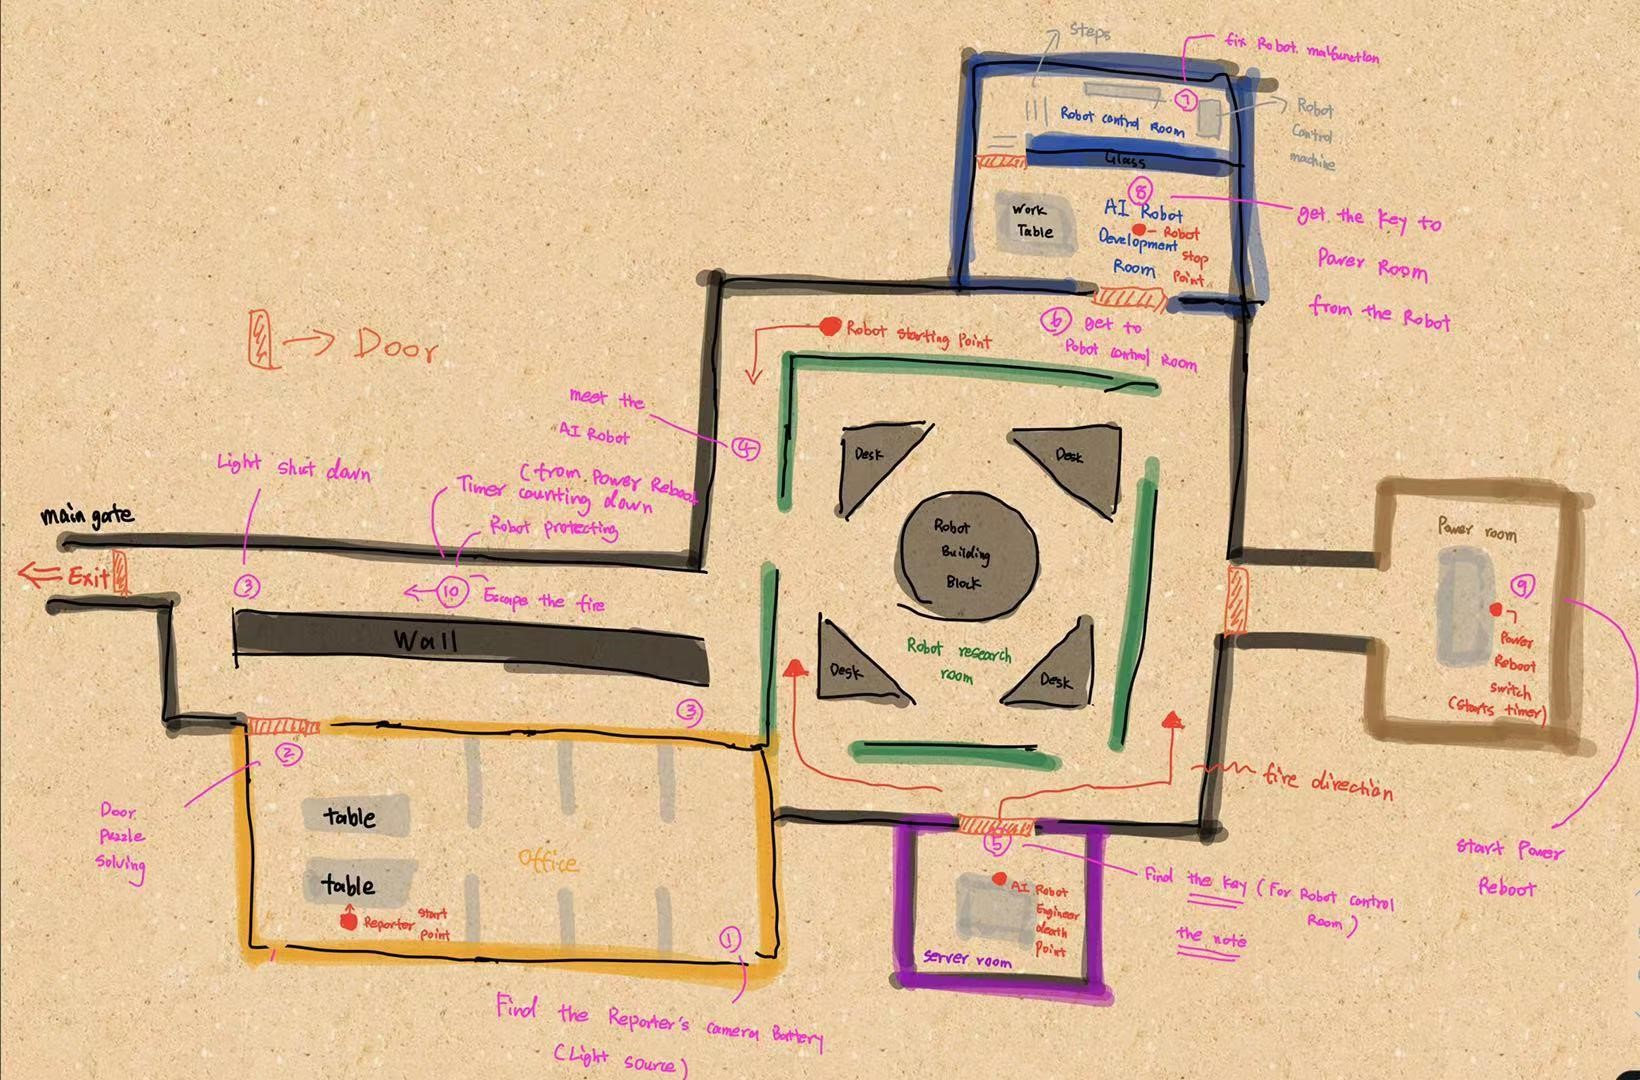 Steps
fix Robot malfunction
7
Robot control Room
Robot
Control
machine
Glass
8
Work
Table
AI Robot
Development
Room
Robot
stop
Point
get the key to
Power Room
from the Robot
6 get to
Robot control Room
Robot starting Point
Door
meet the
AI Robot
4
Light shut down
(from Power Reboot
Timer counting down
Robot protecting
main gate
Exit
3
10
Escape the fire
Wall
Desk
Desk
Robot
Building
Block
Desk
Desk
Robot research
room
Power room
9
Power
Reboot
switch
(starts timer)
3
2
Door
Puzzle
Solving
table
table
Office
Reporter start
point
1
Find the Reporter's camera Battery
(Light source)
fire direction
5
Find the key (For Robot control
Room)
the note
AI Robot
Engineer
death
Point
Server room
start Power
Reboot